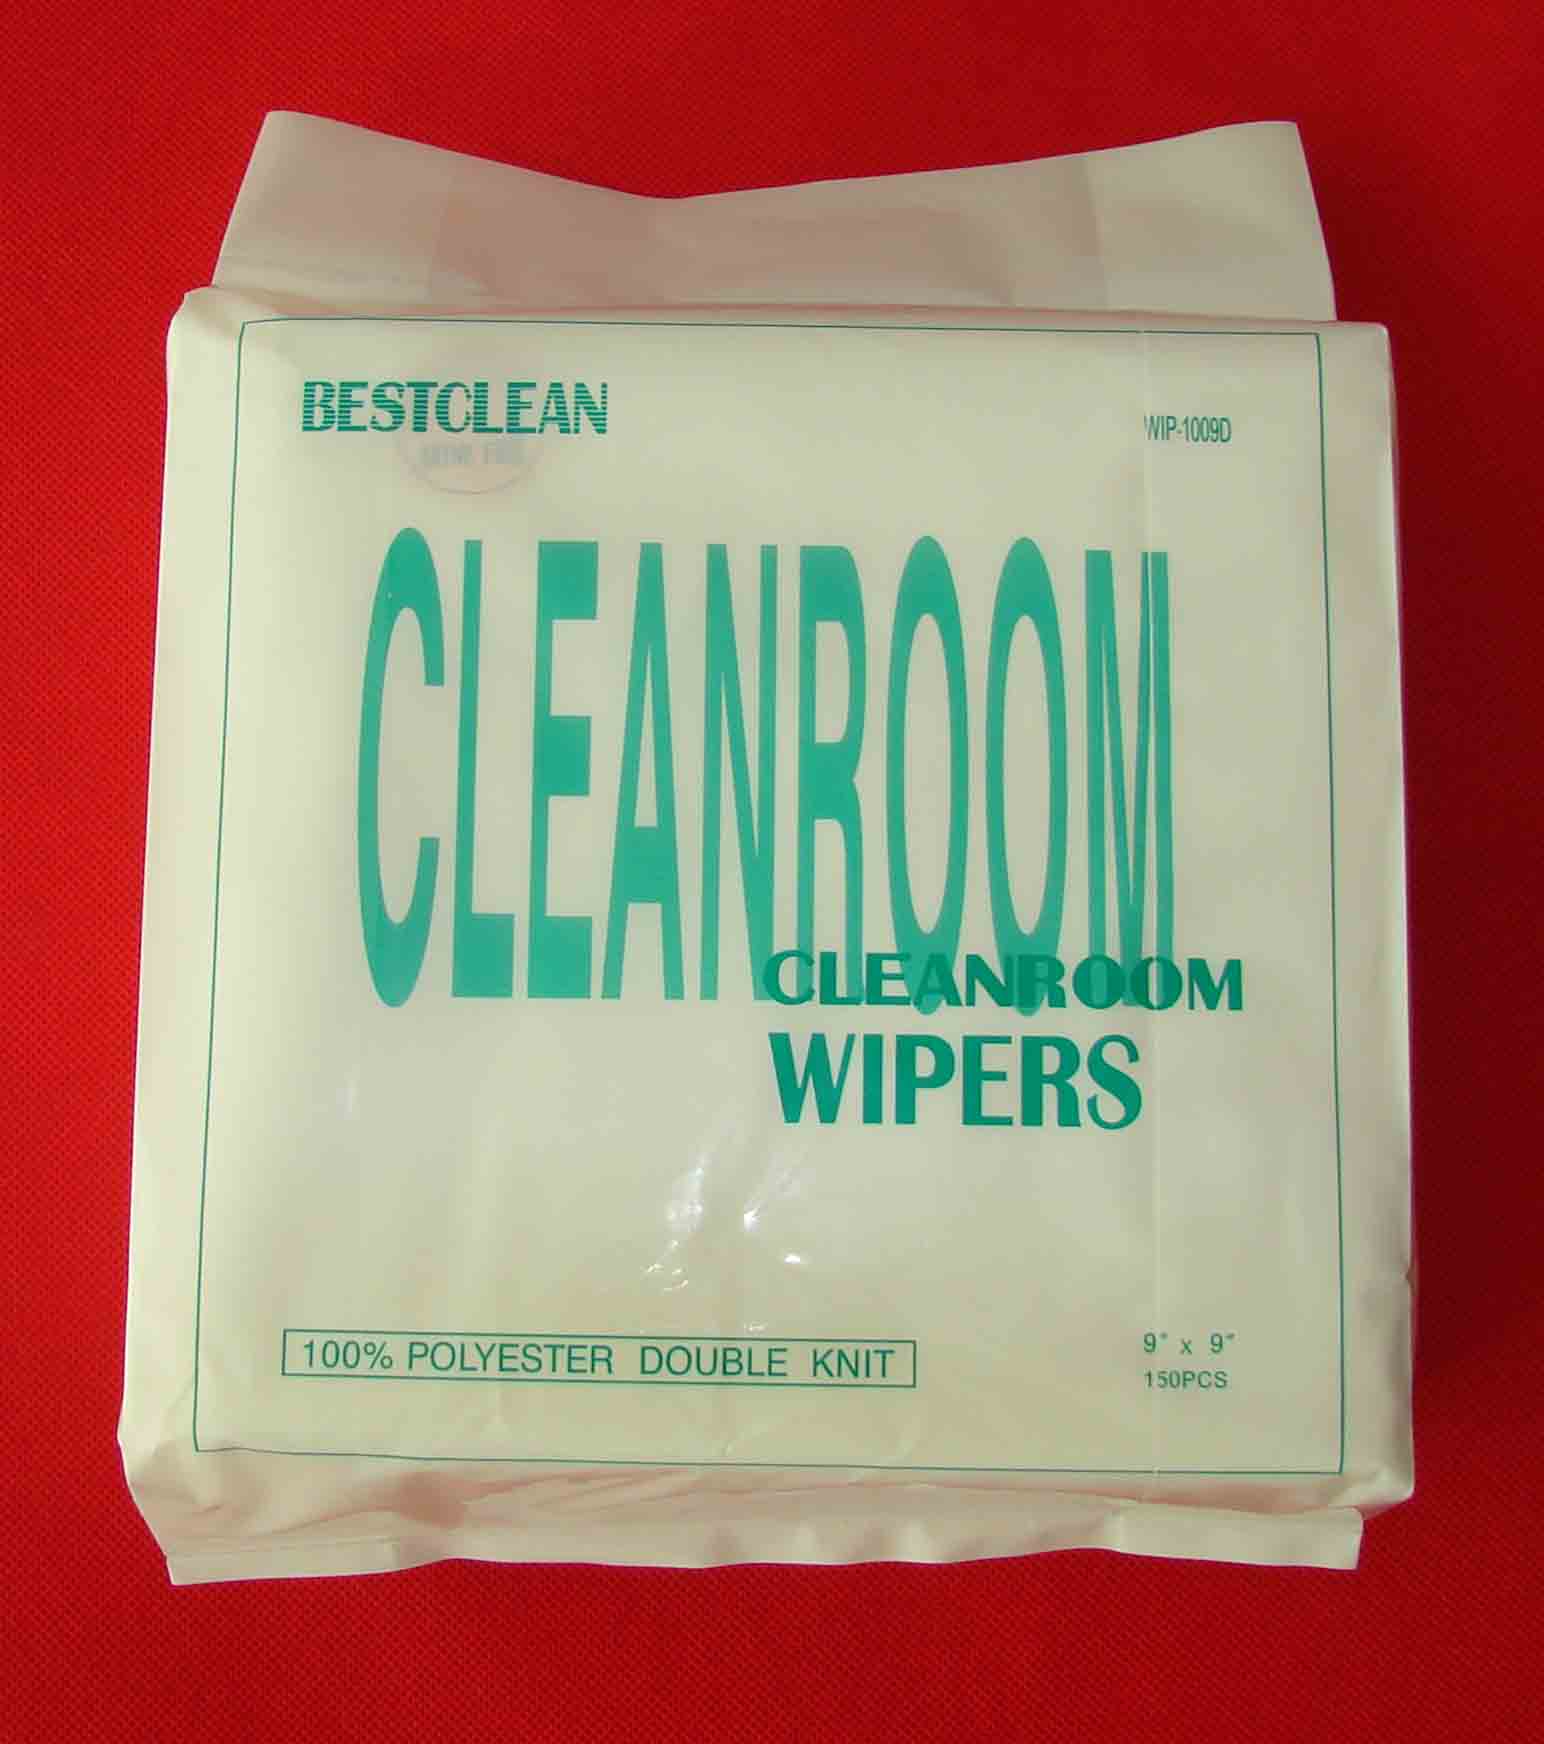 BESTCLEAN
WIP-1009D
CLEANROOM
CLEANROOM
WIPERS
100% POLYESTER DOUBLE KNIT
9" x 9"
150PCS